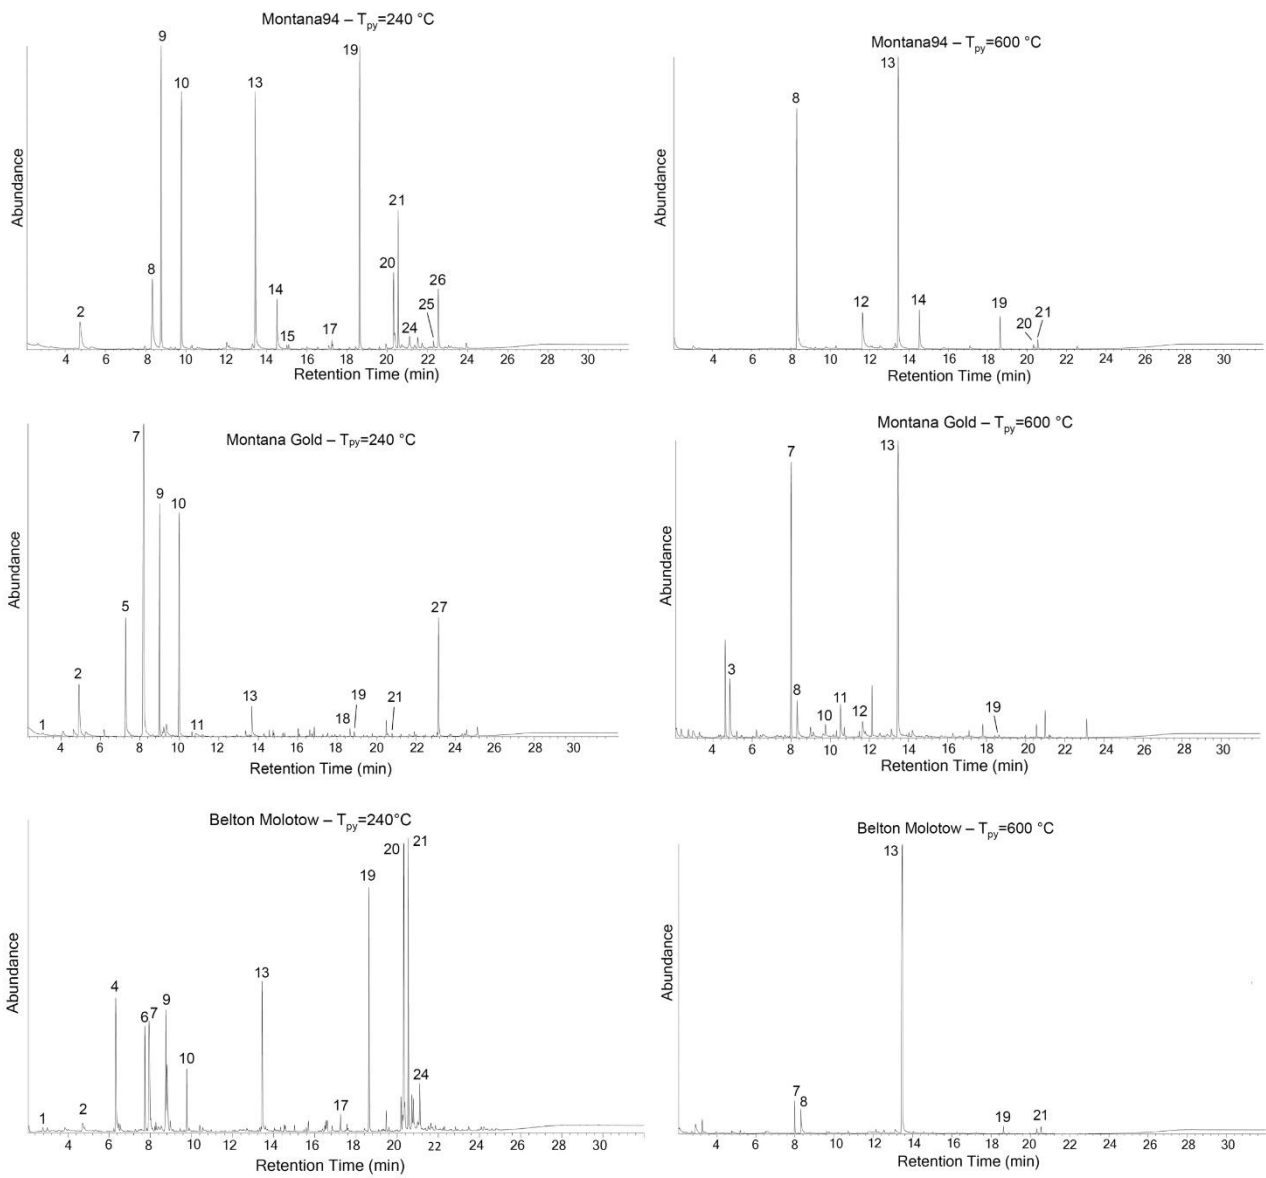 Montana94 – Tpy=240 °C
Abundance
2
8
9
10
13
14
15
17
19
20
21
24
25
26
4 6 8 10 12 14 16 18 20 22 24 26 28 30
Retention Time (min)
Montana94 – Tpy=600 °C
Abundance
8
12
13
14
19
20
21
4 6 8 10 12 14 16 18 20 22 24 26 28 30
Retention Time (min)
Montana Gold – Tpy=240 °C
Abundance
1
2
5
7
9
10
11
13
18
19
21
27
4 6 8 10 12 14 16 18 20 22 24 26 28 30
Retention Time (min)
Montana Gold – Tpy=600 °C
Abundance
3
7
8
10
11
12
13
19
4 6 8 10 12 14 16 18 20 22 24 26 28 30
Retention Time (min)
Belton Molotow – Tpy=240°C
Abundance
1
2
4
6
7
9
10
13
17
19
20
21
24
4 6 8 10 12 14 16 18 20 22 24 26 28 30
Retention Time (min)
Belton Molotow – Tpy=600 °C
Abundance
7
8
13
19
21
4 6 8 10 12 14 16 18 20 22 24 26 28 30
Retention Time (min)